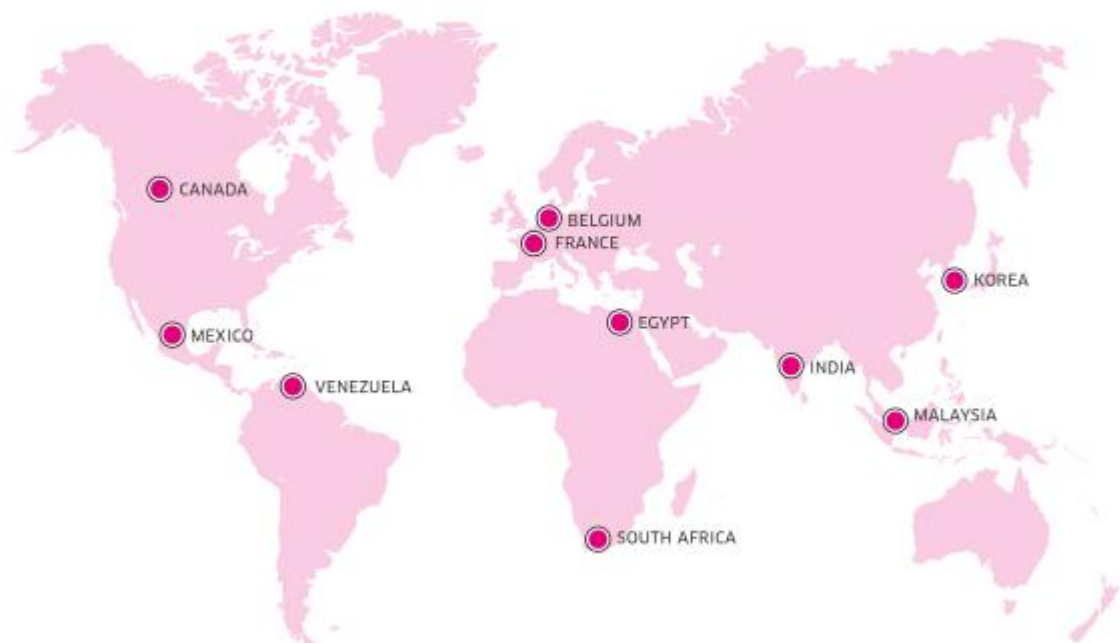 CANADA
BELGIUM
FRANCE
KOREA
EGYPT
MEXICO
INDIA
VENEZUELA
MALAYSIA
SOUTH AFRICA